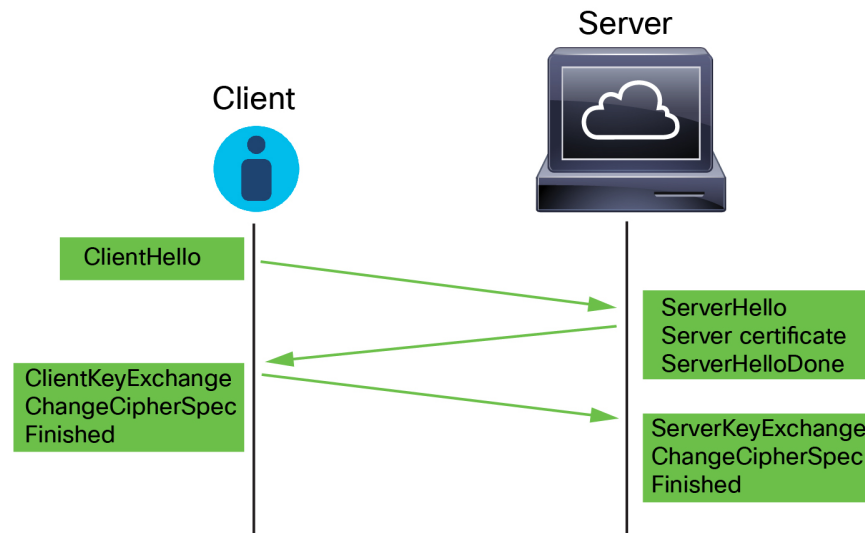 Server
Client
ClientHello
ServerHello
Server certificate
ServerHelloDone
ClientKeyExchange
ChangeCipherSpec
Finished
ServerKeyExchange
ChangeCipherSpec
Finished